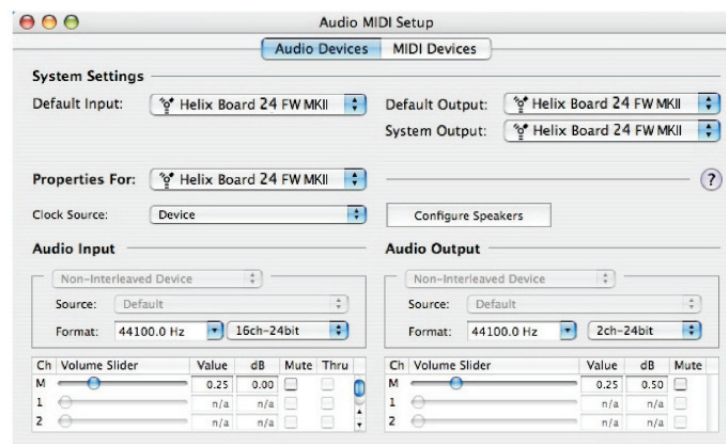 Audio MIDI Setup
Audio Devices MIDI Devices
System Settings
Default Input: Helix Board 24 FW MKII Default Output: Helix Board 24 FW MKII
System Output: Helix Board 24 FW MKII
Properties For: Helix Board 24 FW MKII ?
Clock Source: Device Configure Speakers
Audio Input Audio Output
Non-Interleaved Device Non-Interleaved Device
Source: Default Source: Default
Format: 44100.0 Hz 16ch-24bit Format: 44100.0 Hz 2ch-24bit
Ch Volume Slider Value dB Mute Thru Ch Volume Slider Value dB Mute
M 0.25 0.00 M 0.25 0.50
1 n/a n/a 1 n/a n/a
2 n/a n/a 2 n/a n/a